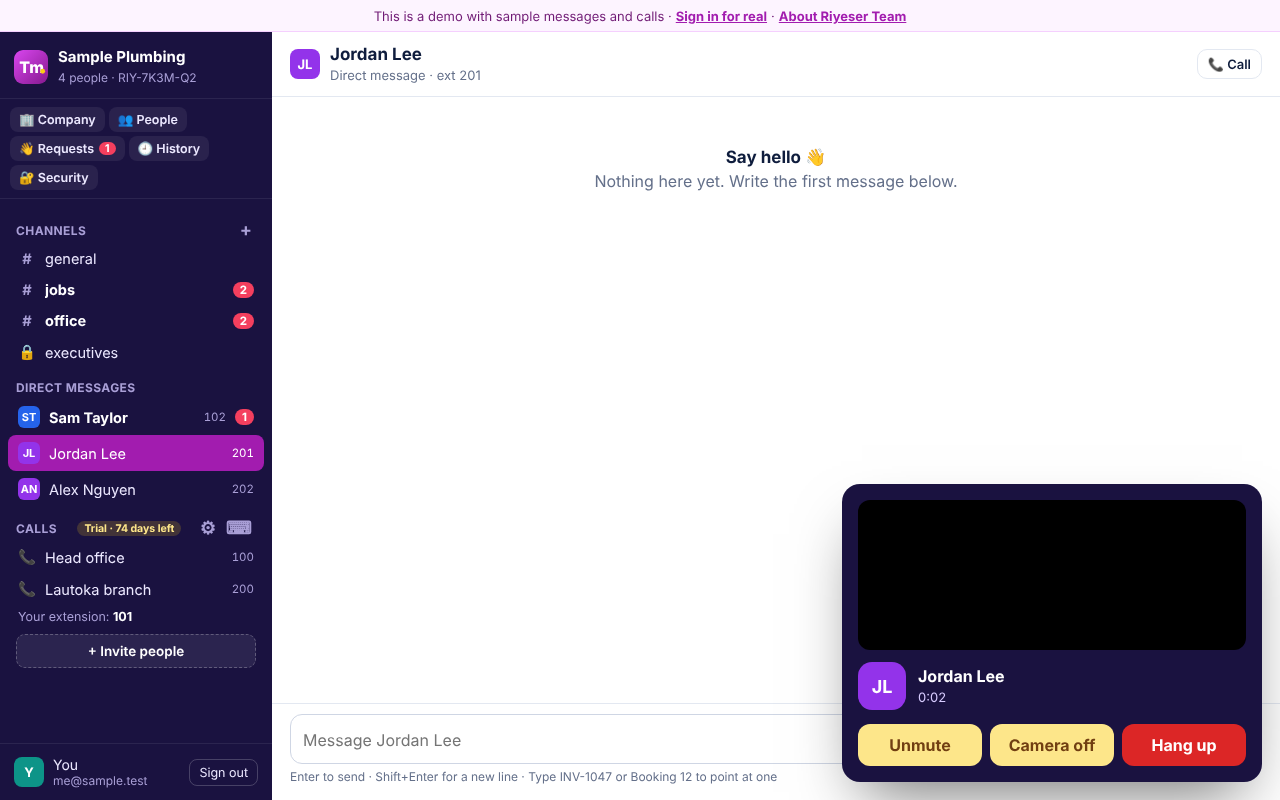 This is a demo with sample messages and calls · Sign in for real · About Riyeser Team
Tm
Sample Plumbing
4 people · RIY-7K3M-Q2
Company
People
Requests 1
History
Security
CHANNELS +
# general
# jobs 2
# office 2
executives
DIRECT MESSAGES
ST Sam Taylor 102 1
JL Jordan Lee 201
AN Alex Nguyen 202
CALLS Trial · 74 days left
Head office 100
Lautoka branch 200
Your extension: 101
+ Invite people
Y
You
me@sample.test
Sign out
JL
Jordan Lee
Direct message · ext 201
Call
Say hello 👋
Nothing here yet. Write the first message below.
Message Jordan Lee
Enter to send · Shift+Enter for a new line · Type INV-1047 or Booking 12 to point at one
JL
Jordan Lee
0:02
Unmute
Camera off
Hang up